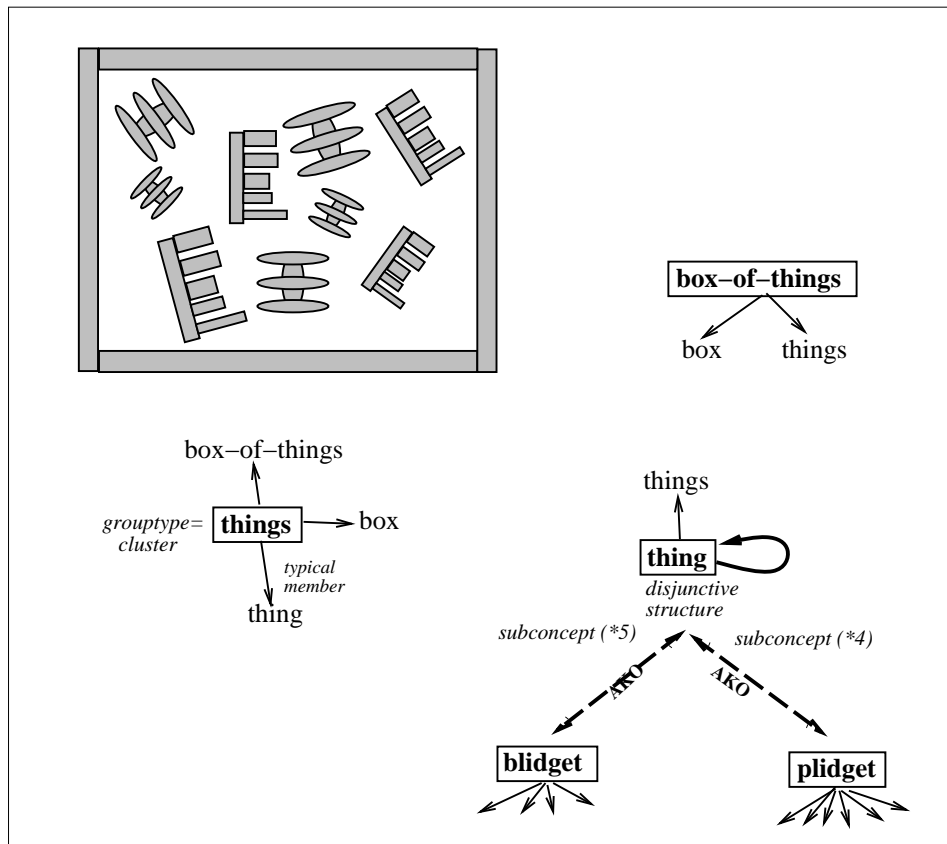 box–of–things
box things
box–of–things
grouptype=
cluster
things
box
typical
member
thing
things
thing
disjunctive
structure
subconcept (*5)
subconcept (*4)
AKO
AKO
blidget
plidget